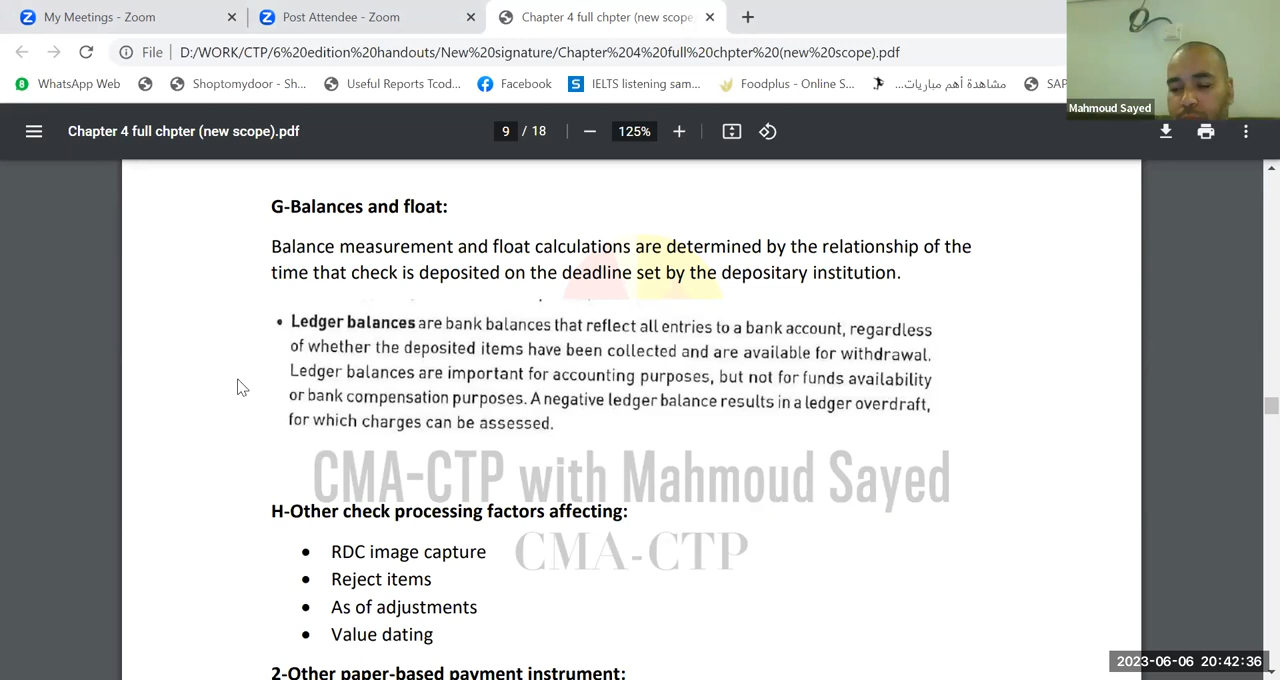 My Meetings - Zoom
Post Attendee - Zoom
Chapter 4 full chpter (new scope
File D:/WORK/CTP/6%20edition%20handouts/New%20signature/Chapter%204%20full%20chpter%20(new%20scope).pdf
WhatsApp Web
Shoptomydoor - Sh...
Useful Reports Tcod...
Facebook
IELTS listening sam...
Foodplus - Online S...
مشاهدة أهم مباريات...
SAP
Mahmoud Sayed
Chapter 4 full chpter (new scope).pdf
9 / 18
125%
G-Balances and float:
Balance measurement and float calculations are determined by the relationship of the
time that check is deposited on the deadline set by the depositary institution.
• Ledger balances are bank balances that reflect all entries to a bank account, regardless
of whether the deposited items have been collected and are available for withdrawal.
Ledger balances are important for accounting purposes, but not for funds availability
or bank compensation purposes. A negative ledger balance results in a ledger overdraft,
for which charges can be assessed.
CMA-CTP with Mahmoud Sayed
H-Other check processing factors affecting:
CMA-CTP
• RDC image capture
• Reject items
• As of adjustments
• Value dating
2-Other paper-based payment instrument:
2023-06-06 20:42:36